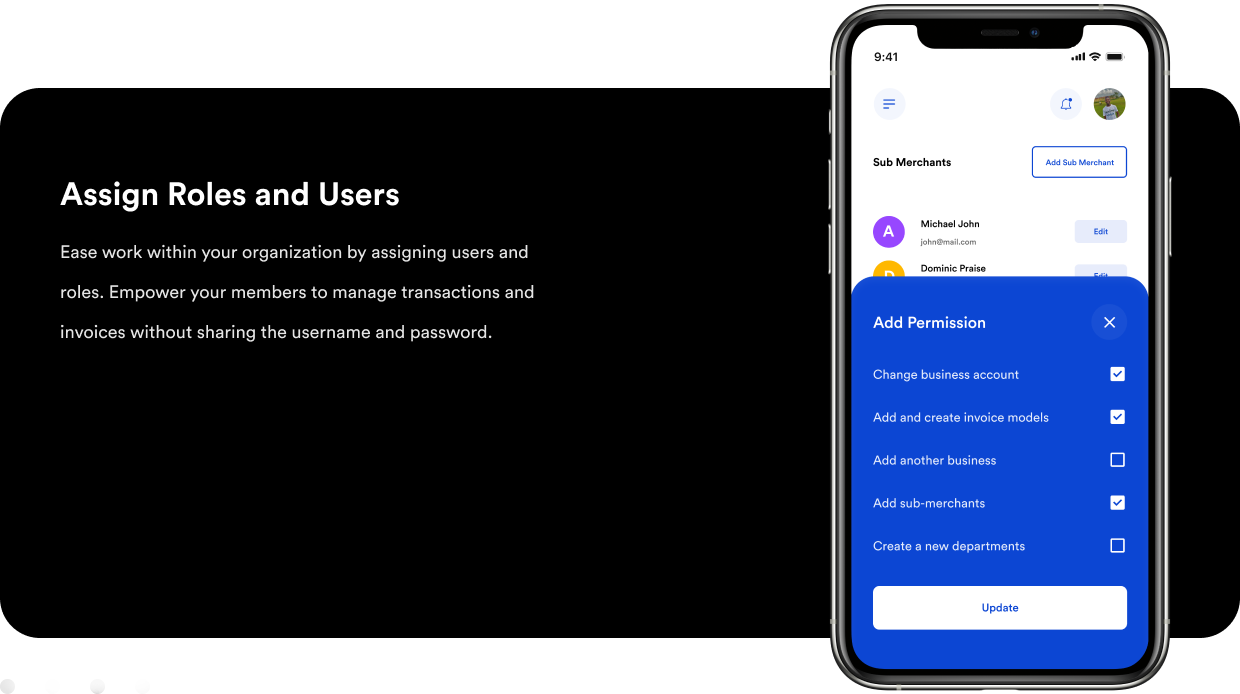 Assign Roles and Users
Ease work within your organization by assigning users and
roles. Empower your members to manage transactions and
invoices without sharing the username and password.
9:41
Sub Merchants
Add Sub Merchant
A
Michael John
john@mail.com
Edit
D
Dominic Praise
Edit
Add Permission
Change business account
Add and create invoice models
Add another business
Add sub-merchants
Create a new departments
Update